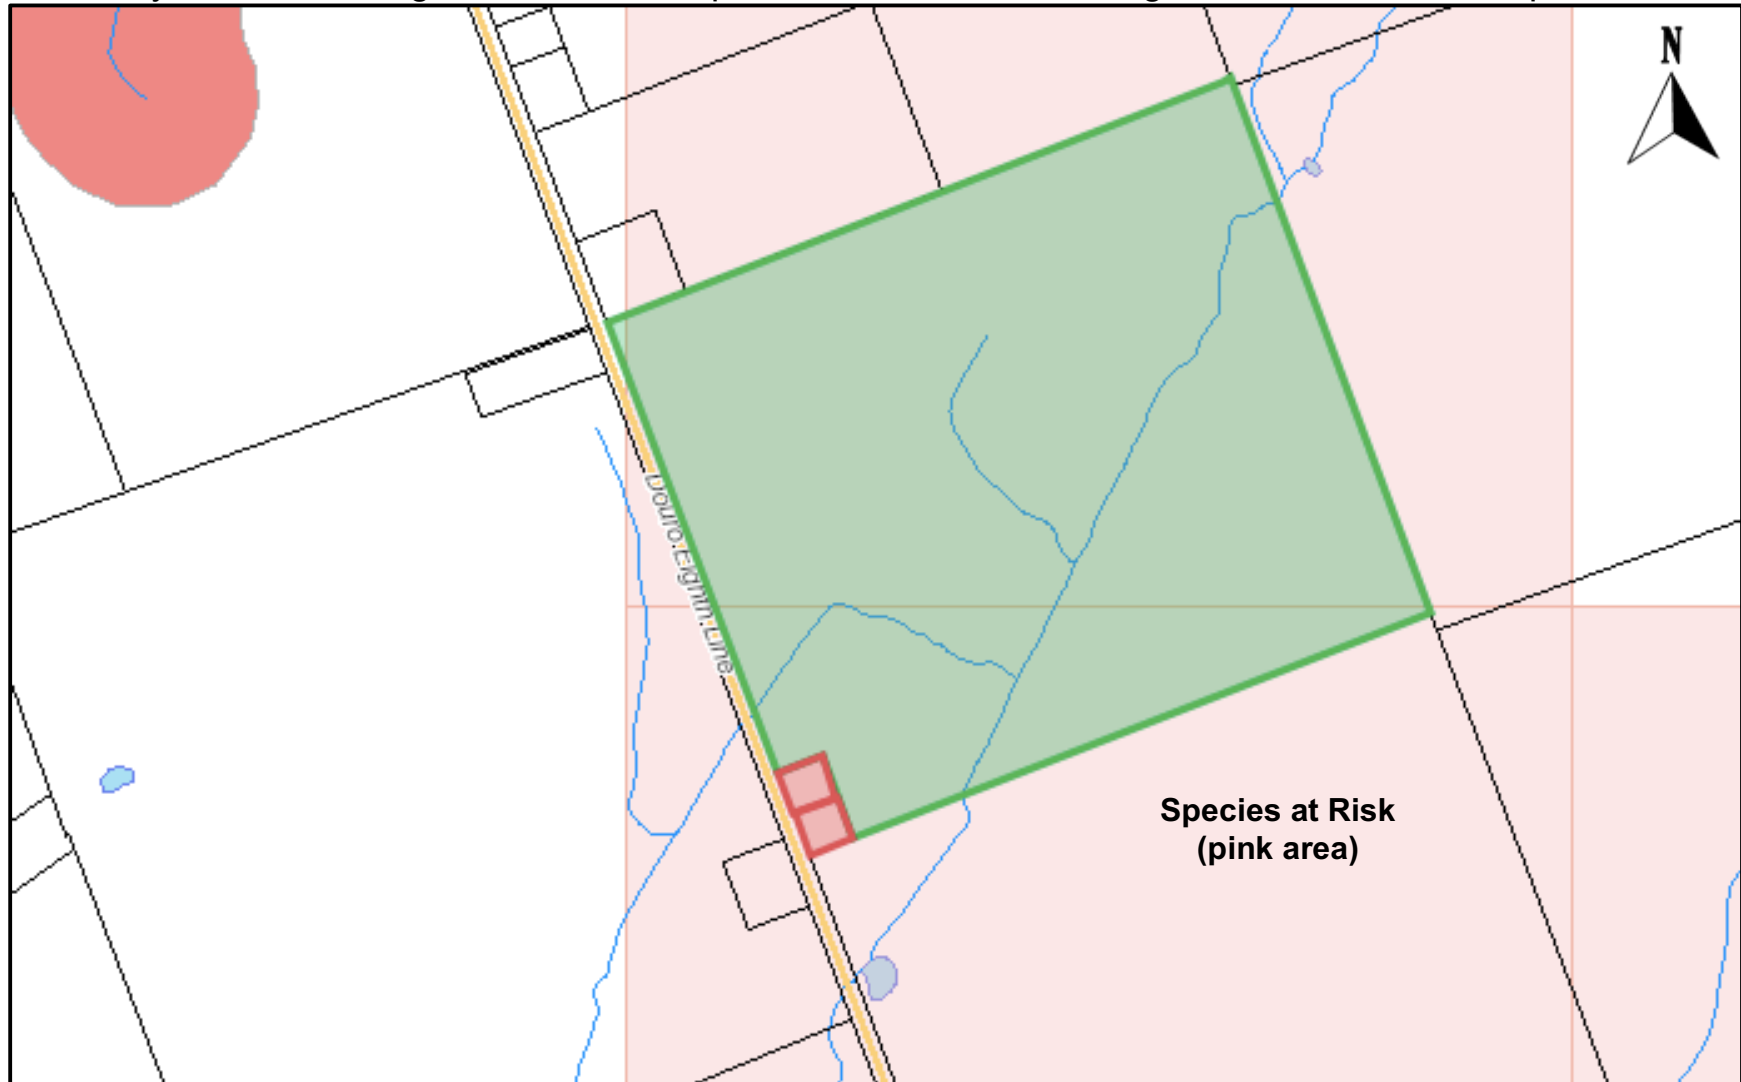 N
Douro Eighth Line
Species at Risk
(pink area)